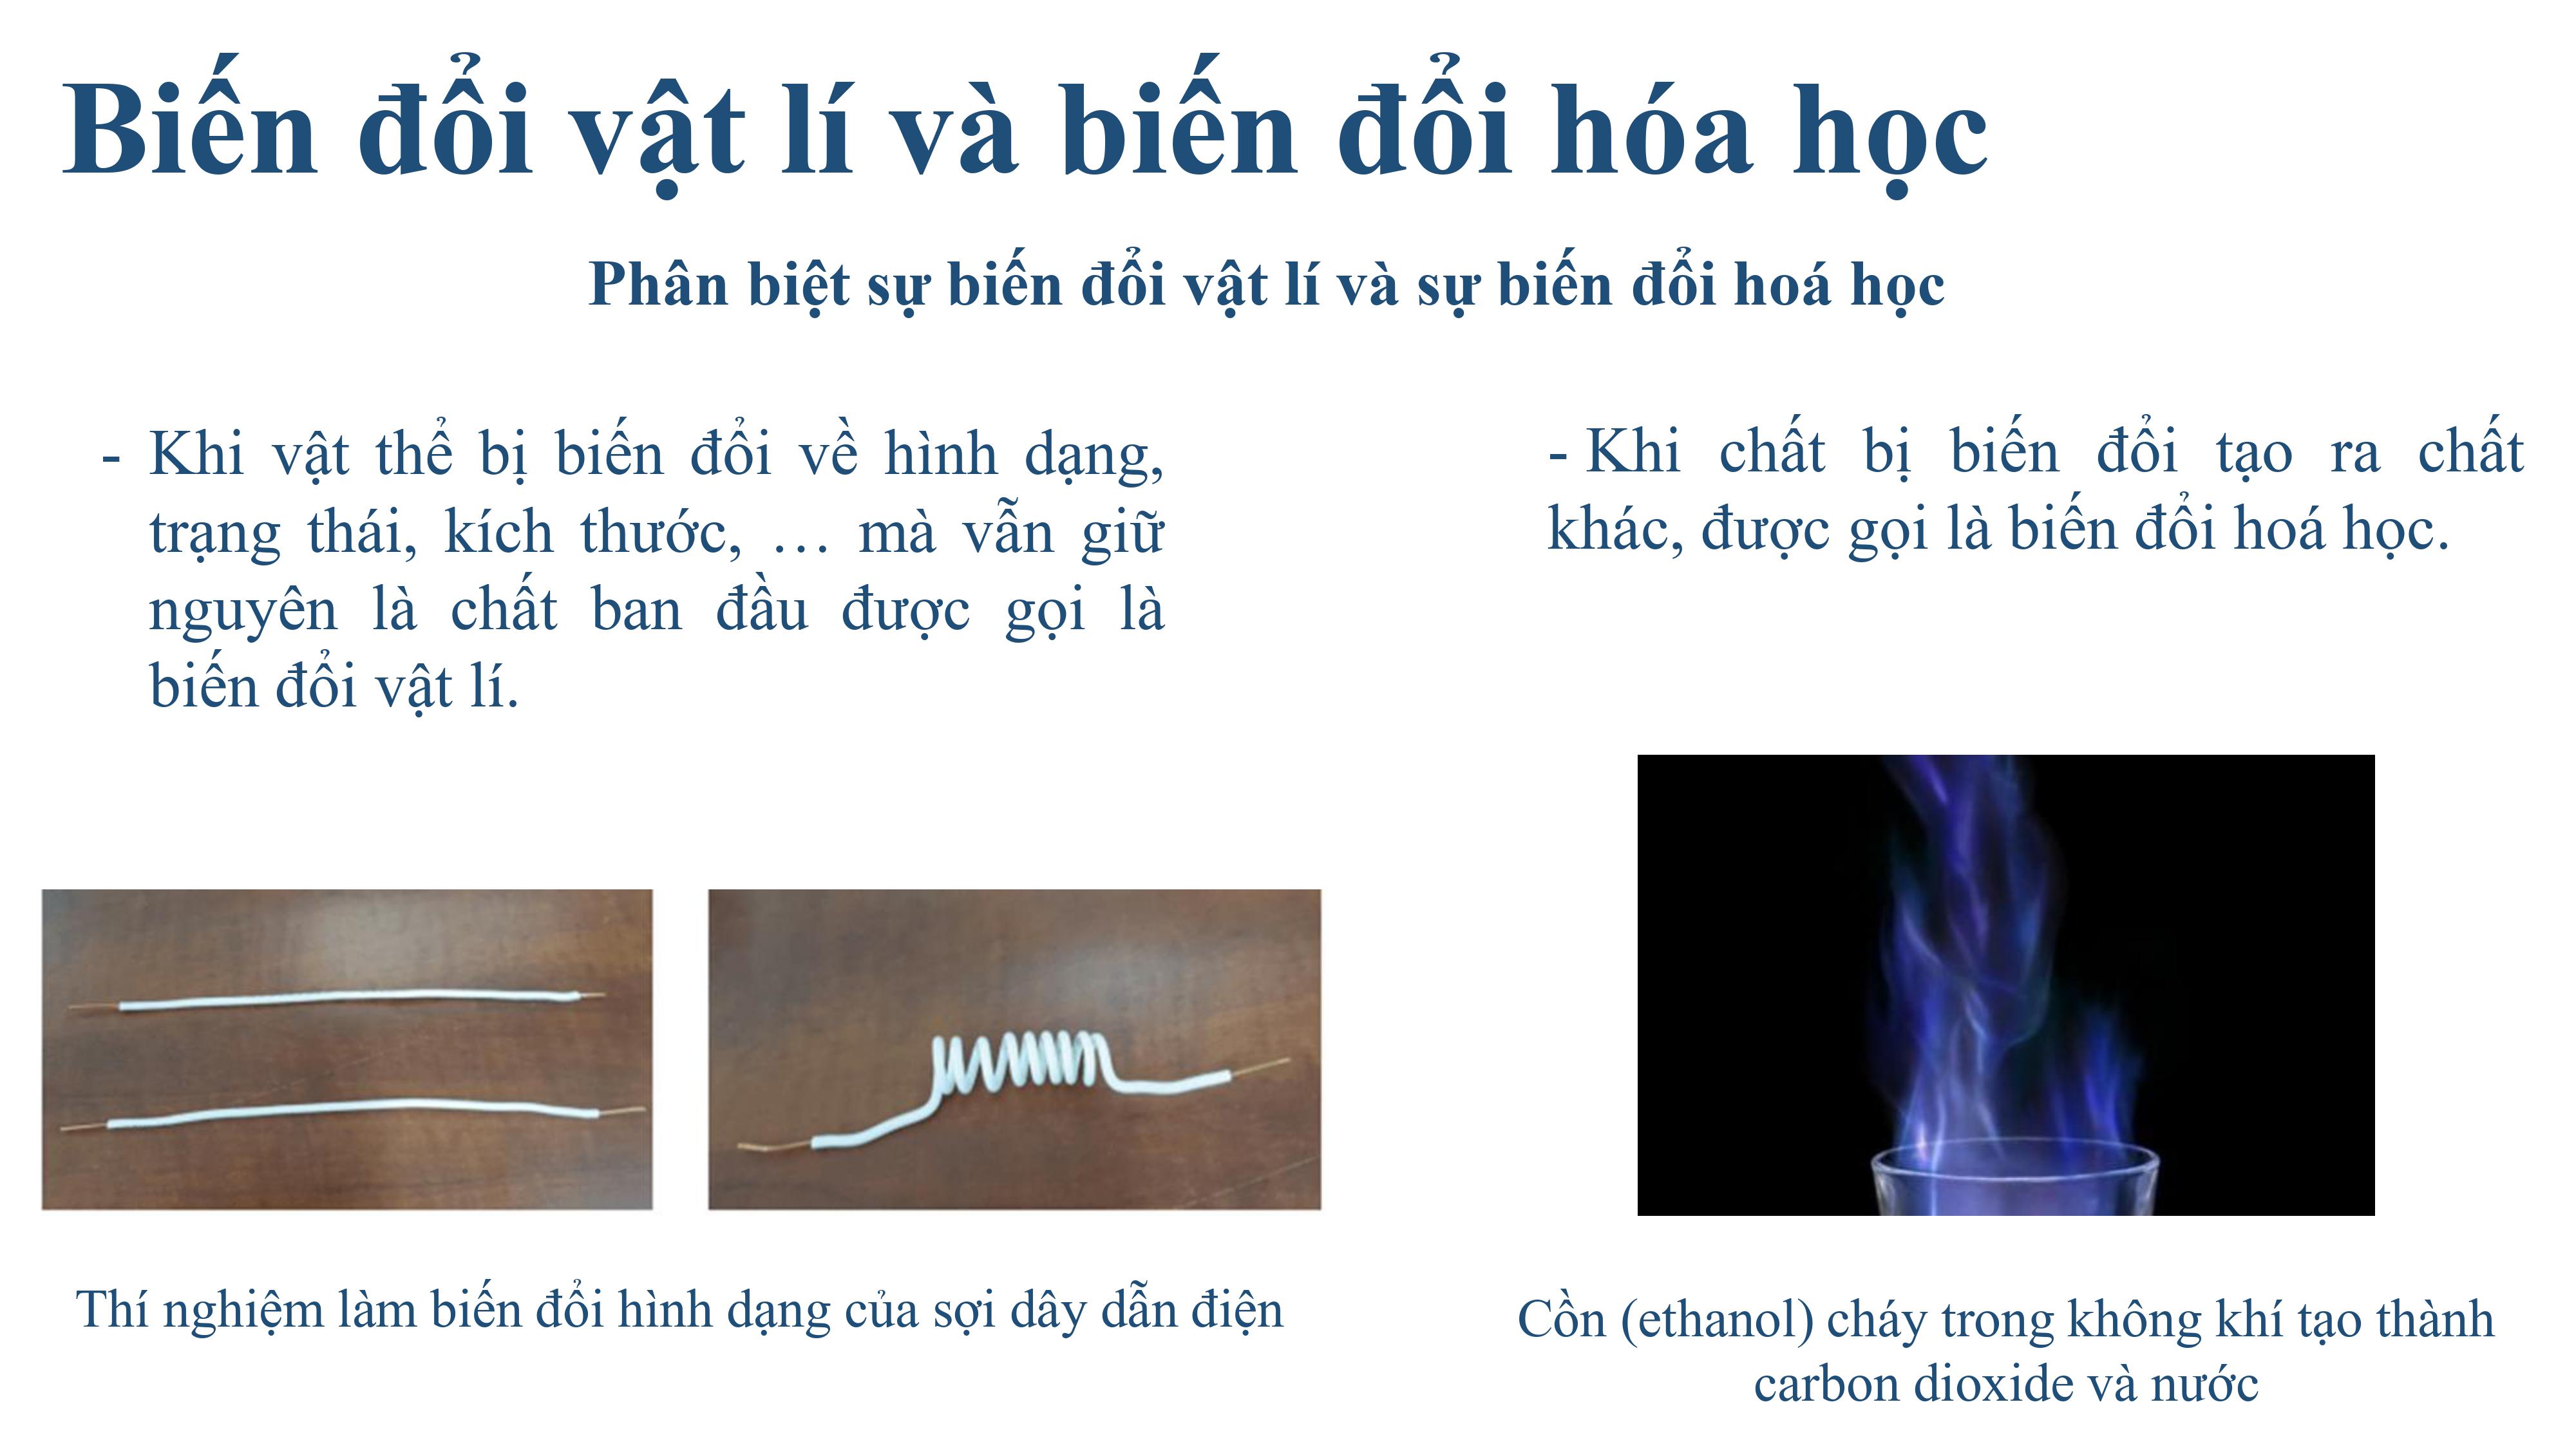 Biến đổi vật lí và biến đổi hóa học
Phân biệt sự biến đổi vật lí và sự biến đổi hoá học
- Khi vật thể bị biến đổi về hình dạng,
trạng thái, kích thước, … mà vẫn giữ
nguyên là chất ban đầu được gọi là
biến đổi vật lí.
- Khi chất bị biến đổi tạo ra chất
khác, được gọi là biến đổi hoá học.
Thí nghiệm làm biến đổi hình dạng của sợi dây dẫn điện
Cồn (ethanol) cháy trong không khí tạo thành
carbon dioxide và nước